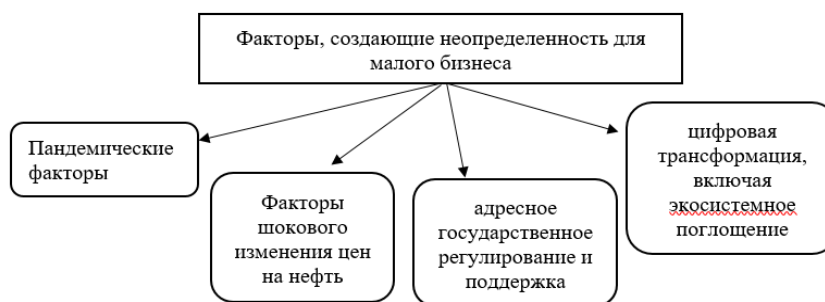 Факторы, создающие неопределенность для
малого бизнеса
Пандемические
факторы
Факторы
шокового
изменения цен
на нефть
адресное
государственное
регулирование и
поддержка
цифровая
трансформация,
включая
экосистемное
поглощение